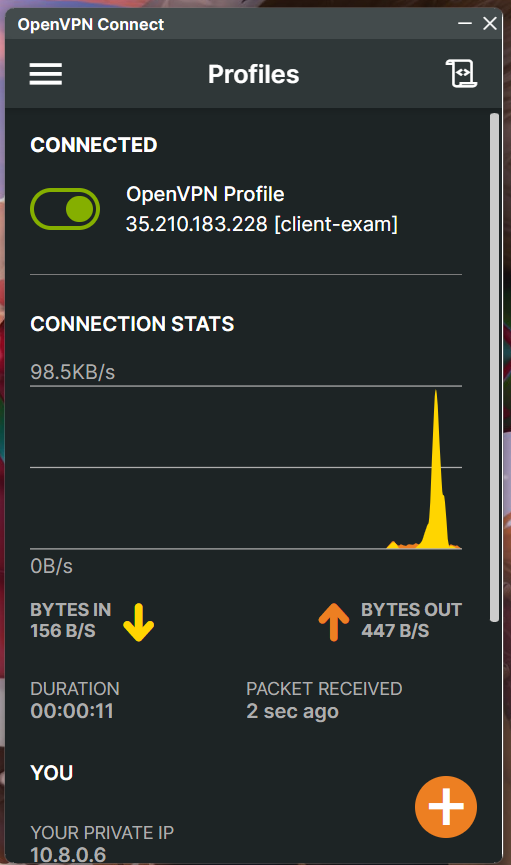 OpenVPN Connect
Profiles
CONNECTED
OpenVPN Profile
35.210.183.228 [client-exam]
CONNECTION STATS
98.5KB/s
0B/s
BYTES IN
156 B/S
BYTES OUT
447 B/S
DURATION
00:00:11
PACKET RECEIVED
2 sec ago
YOU
YOUR PRIVATE IP
10.8.0.6